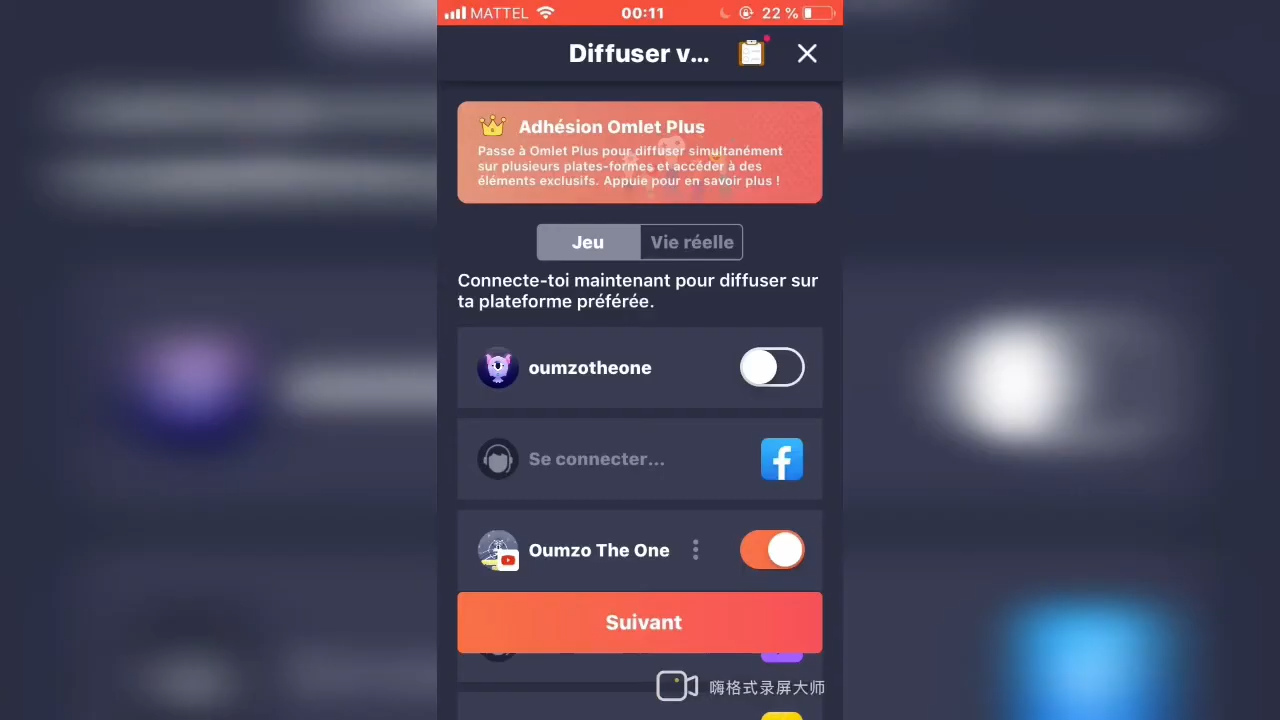 MATTEL 00:11 22 %
Diffuser v...
Adhésion Omlet Plus
Passe à Omlet Plus pour diffuser simultanément
sur plusieurs plates-formes et accéder à des
éléments exclusifs. Appuie pour en savoir plus !
Jeu Vie réelle
Connecte-toi maintenant pour diffuser sur
ta plateforme préférée.
oumzotheone
Se connecter...
Oumzo The One
Suivant
嗨格式录屏大师